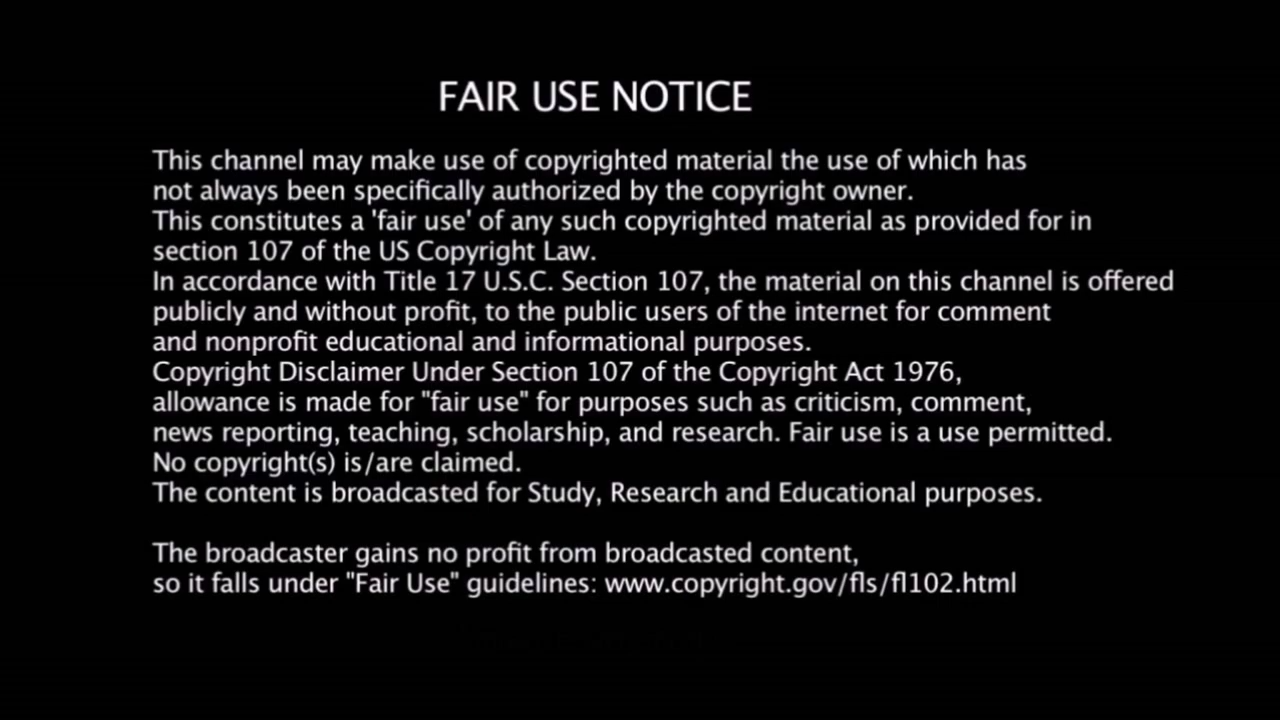 FAIR USE NOTICE
This channel may make use of copyrighted material the use of which has
not always been specifically authorized by the copyright owner.
This constitutes a 'fair use' of any such copyrighted material as provided for in
section 107 of the US Copyright Law.
In accordance with Title 17 U.S.C. Section 107, the material on this channel is offered
publicly and without profit, to the public users of the internet for comment
and nonprofit educational and informational purposes.
Copyright Disclaimer Under Section 107 of the Copyright Act 1976,
allowance is made for "fair use" for purposes such as criticism, comment,
news reporting, teaching, scholarship, and research. Fair use is a use permitted.
No copyright(s) is/are claimed.
The content is broadcasted for Study, Research and Educational purposes.
The broadcaster gains no profit from broadcasted content,
so it falls under "Fair Use" guidelines: www.copyright.gov/fls/fl102.html